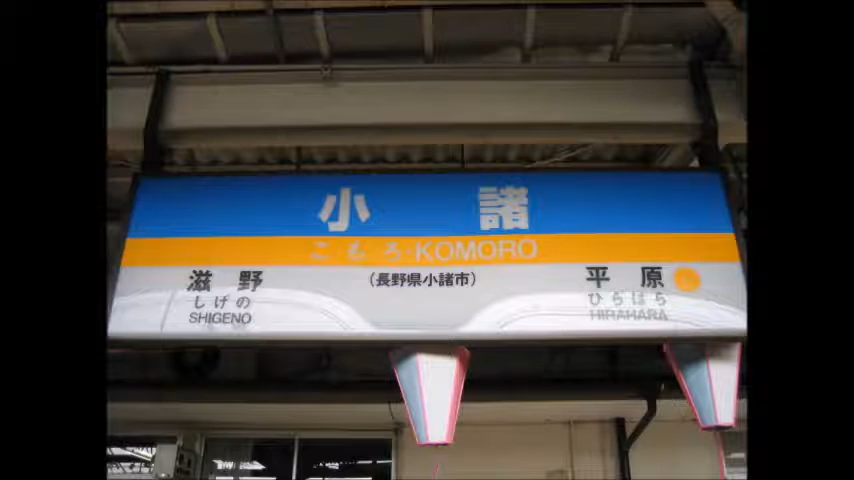 小諸
こもろ KOMORO
(長野県小諸市)
滋野
しげの
SHIGENO
平原
ひらはら
HIRAHARA